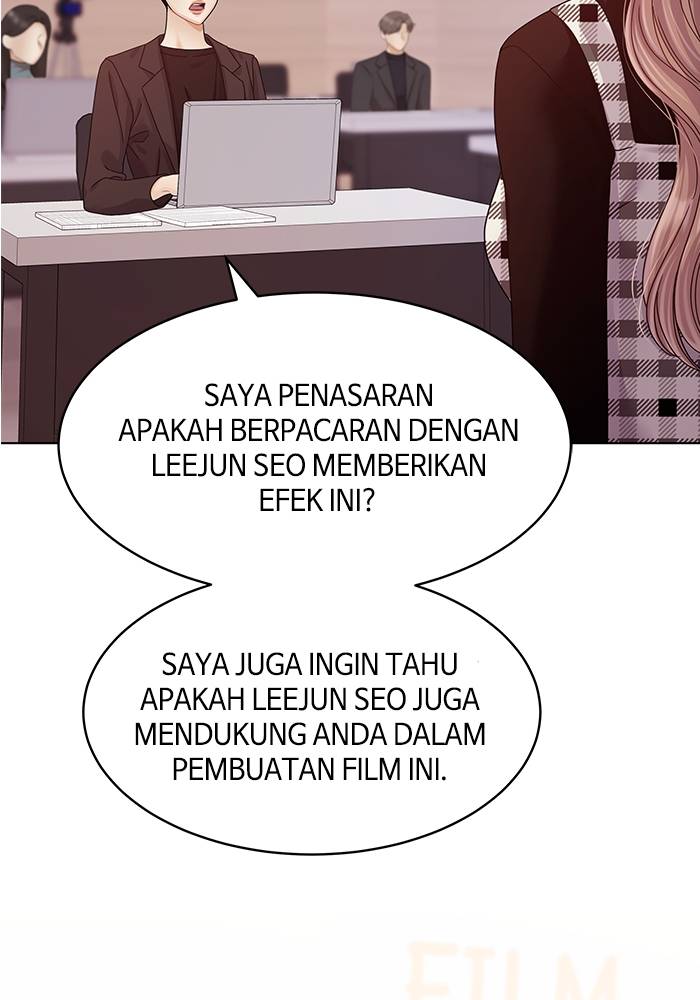 SAYA PENASARAN
APAKAH BERPACARAN DENGAN
LEEJUN SEO MEMBERIKAN
EFEK INI?
SAYA JUGA INGIN TAHU
APAKAH LEEJUN SEO JUGA
MENDUKUNG ANDA DALAM
PEMBUATAN FILM INI.
FILM